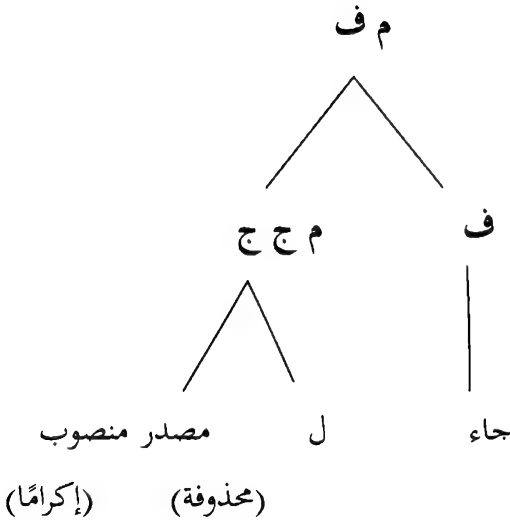 م ف
ف م ج ج
جاء ل مصدر منصوب
(محذوفة) (إكرامًا)